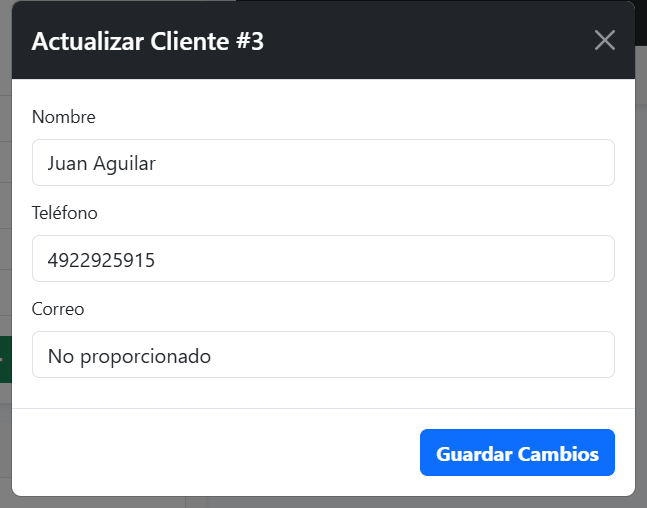 Actualizar Cliente #3
Nombre
Juan Aguilar
Teléfono
4922925915
Correo
No proporcionado
Guardar Cambios